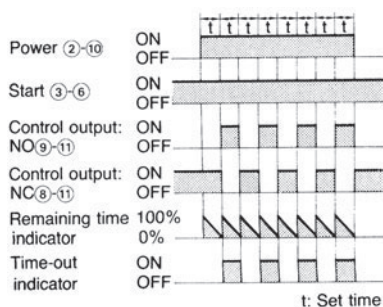 t t t t t t t t
Power ②-⑩ ON
OFF
Start ③-⑥ ON
OFF
Control output: ON
NO⑨-⑪ OFF
Control output: ON
NC⑧-⑪ OFF
Remaining time 100%
indicator 0%
Time-out ON
indicator OFF
t: Set time